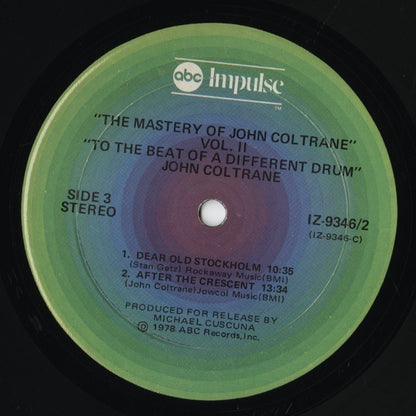 abc Impulse
TM
"THE MASTERY OF JOHN COLTRANE"
VOL. II
"TO THE BEAT OF A DIFFERENT DRUM"
JOHN COLTRANE
SIDE 3
STEREO
IZ-9346/2
(IZ-9346-C)
1. DEAR OLD STOCKHOLM 10:35
(Stan Getz) Rockaway Music(BMI)
2. AFTER THE CRESCENT 13:34
(John Coltrane)Jowcol Music(BMI)
PRODUCED FOR RELEASE BY
MICHAEL CUSCUNA
℗ 1978 ABC Records, Inc.